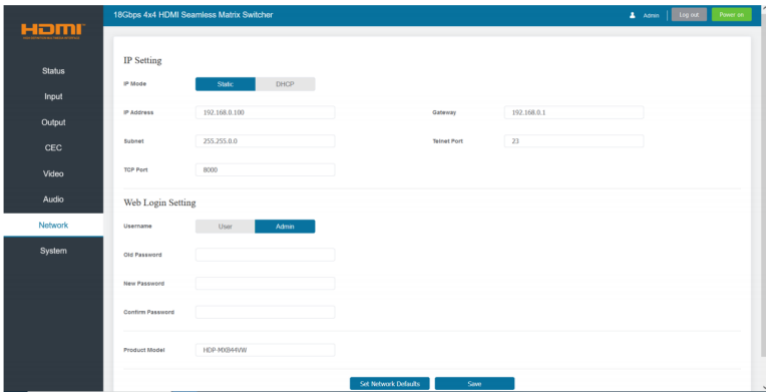 18Gbps 4x4 HDMI Seamless Matrix Switcher
Admin
Log out
Power on
HDMI
Status
Input
Output
CEC
Video
Audio
Network
System
IP Setting
IP Mode Static DHCP
IP Address 192.168.0.100 Gateway 192.168.0.1
Subnet 255.255.0.0 Telnet Port 23
TCP Port 8000
Web Login Setting
Username User Admin
Old Password
New Password
Confirm Password
Product Model HDP-MXB44VW
Set Network Defaults Save